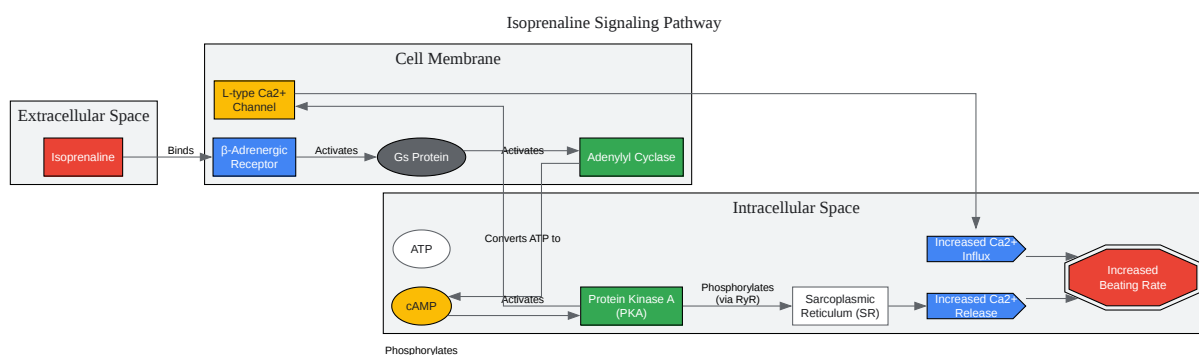 Isoprenaline Signaling Pathway
Cell Membrane
L-type Ca2+
Channel
Extracellular Space
Isoprenaline
Binds
β-Adrenergic
Receptor
Activates
Gs Protein
Activates
Adenylyl Cyclase
Intracellular Space
ATP
Converts ATP to
Increased Ca2+
Influx
Increased
Beating Rate
cAMP
Activates
Protein Kinase A
(PKA)
Phosphorylates
(via RyR)
Sarcoplasmic
Reticulum (SR)
Increased Ca2+
Release
Phosphorylates